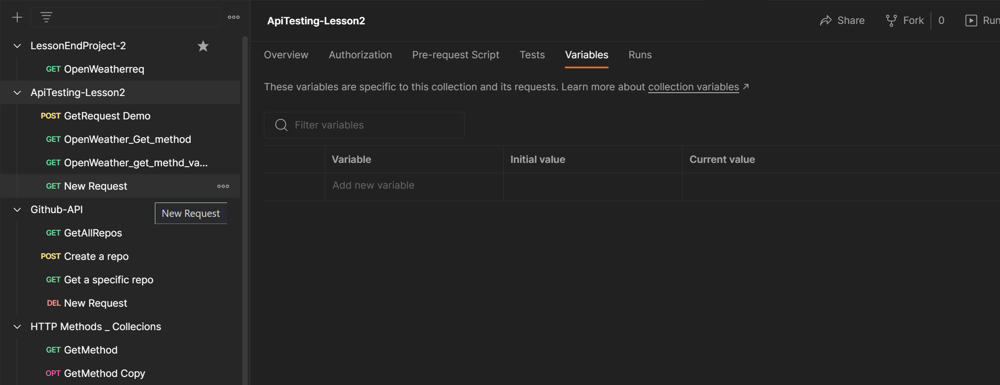 LessonEndProject-2
GET OpenWeatherreq
ApiTesting-Lesson2
POST GetRequest Demo
GET OpenWeather_Get_method
GET OpenWeather_get_methd_va...
GET New Request
Github-API
New Request
GET GetAllRepos
POST Create a repo
GET Get a specific repo
DEL New Request
HTTP Methods _ Collecions
GET GetMethod
OPT GetMethod Copy
ApiTesting-Lesson2
Share Fork 0 Run
Overview Authorization Pre-request Script Tests Variables Runs
These variables are specific to this collection and its requests. Learn more about collection variables ↗
Filter variables
Variable Initial value Current value
Add new variable